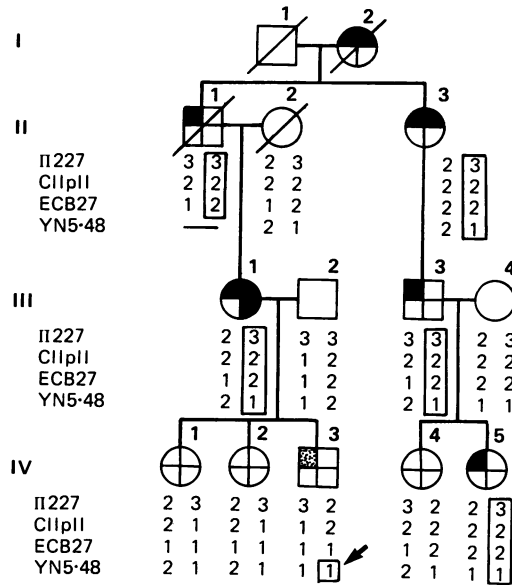 1 2
I
1 2 3
II
II227 3 3 2 3 2 3
CIIpII 2 2 2 2 2 2
ECB27 1 2 1 2 2 2
YN5·48 — 2 1 2 1
1 2 3 4
III
II227 2 3 3 3 3 3 2 3
CIIpII 2 2 1 2 2 2 2 2
ECB27 1 2 1 2 1 2 2 2
YN5·48 2 1 1 1 2 1 1 1
1 2 3 4 5
IV
II227 2 3 2 3 3 2 3 2 2 3
CIIpII 2 1 2 1 1 2 2 2 2 2
ECB27 1 1 1 1 1 1 1 2 2 2
YN5·48 2 1 2 1 1 1 2 1 1 1